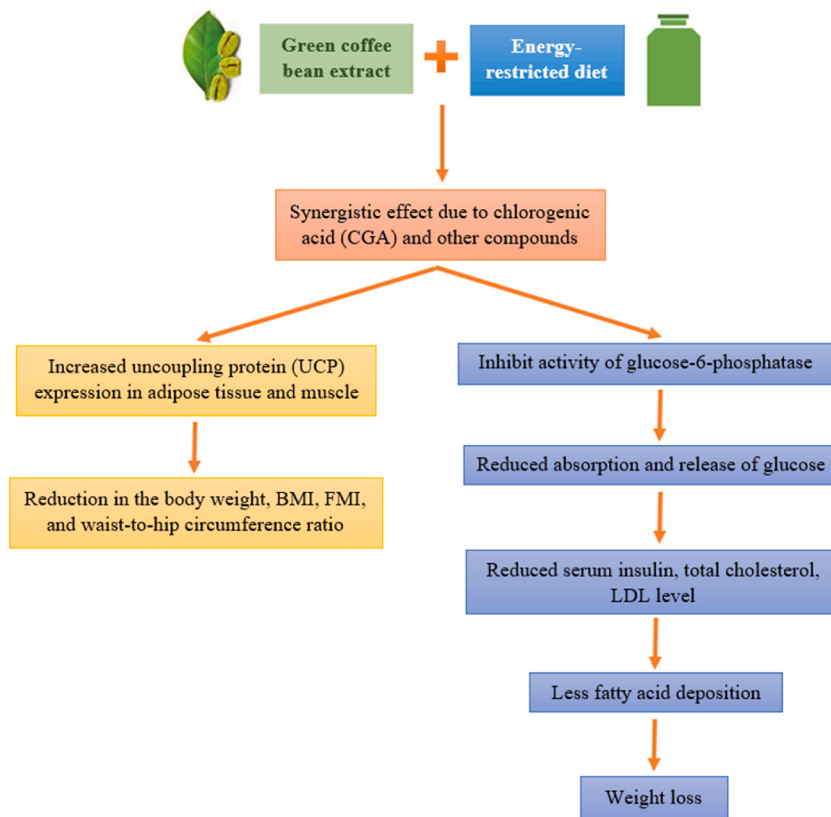 Green coffee
bean extract
Energy-
restricted diet
Synergistic effect due to chlorogenic
acid (CGA) and other compounds
Increased uncoupling protein (UCP)
expression in adipose tissue and muscle
Reduction in the body weight, BMI, FMI,
and waist-to-hip circumference ratio
Inhibit activity of glucose-6-phosphatase
Reduced absorption and release of glucose
Reduced serum insulin, total cholesterol,
LDL level
Less fatty acid deposition
Weight loss